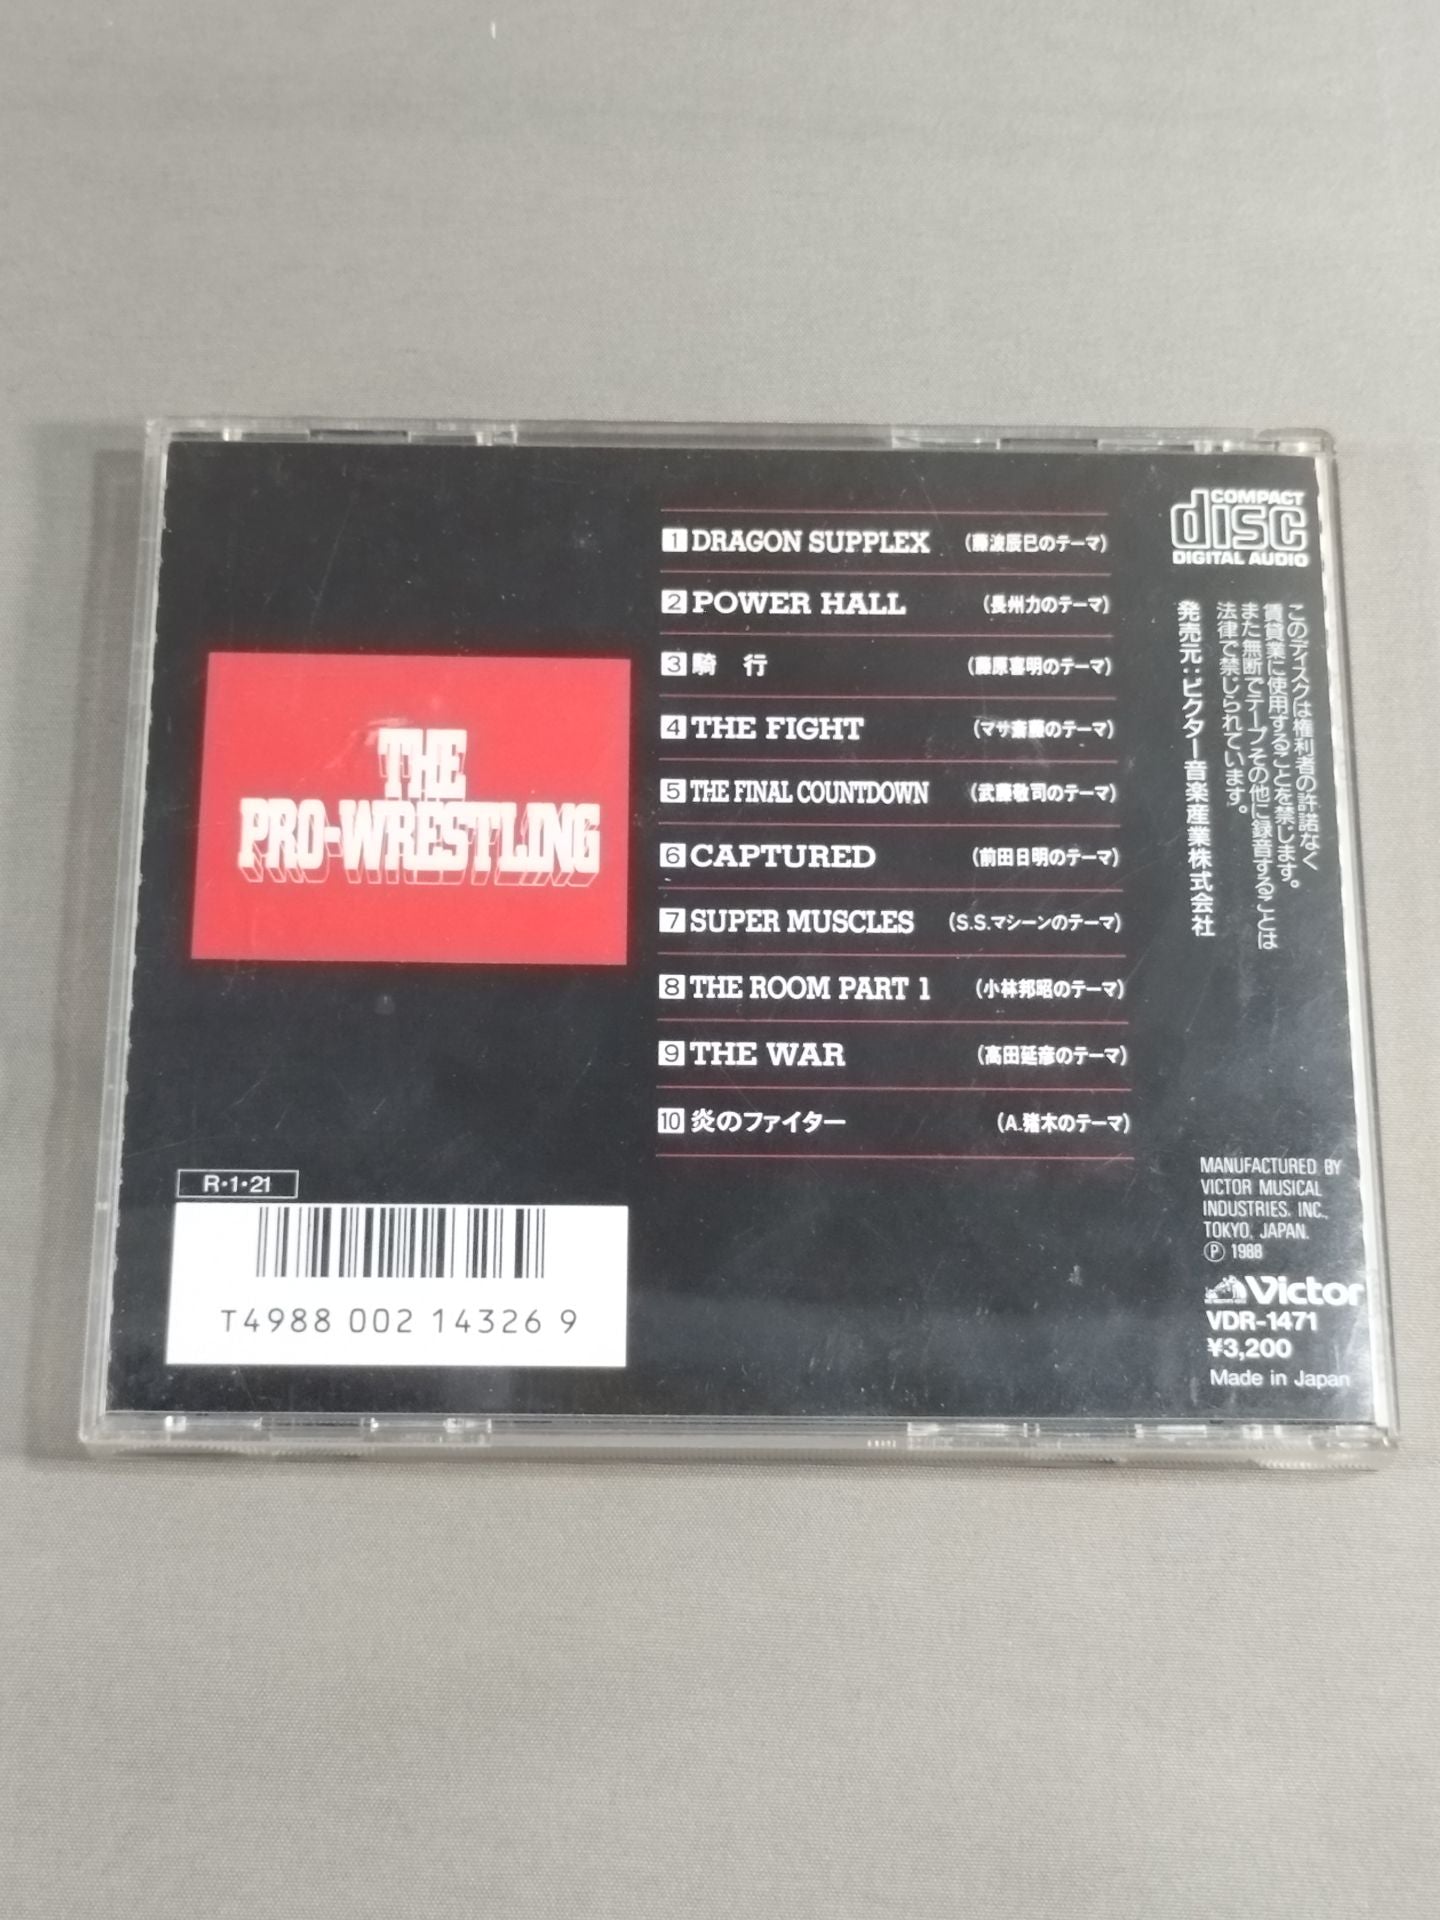 THE
PRO-WRESTLING
1 DRAGON SUPPLEX (藤波辰巳のテーマ)
2 POWER HALL (長州力のテーマ)
3 騎 行 (藤原喜明のテーマ)
4 THE FIGHT (マサ斎藤のテーマ)
5 THE FINAL COUNTDOWN (武藤敬司のテーマ)
6 CAPTURED (前田日明のテーマ)
7 SUPER MUSCLES (S.S.マシーンのテーマ)
8 THE ROOM PART 1 (小林邦昭のテーマ)
9 THE WAR (高田延彦のテーマ)
10 炎のファイター (A.猪木のテーマ)
COMPACT
disc
DIGITAL AUDIO
このディスクは権利者の許諾なく
賃貸業に使用することを禁じます。
また無断でテープその他に録音することは
法律で禁じられています。
発売元:ビクター音楽産業株式会社
R・1・21
T4988 002 14326 9
MANUFACTURED BY
VICTOR MUSICAL
INDUSTRIES, INC.,
TOKYO, JAPAN.
Ⓟ 1988
Victor
VDR-1471
¥3,200
Made in Japan